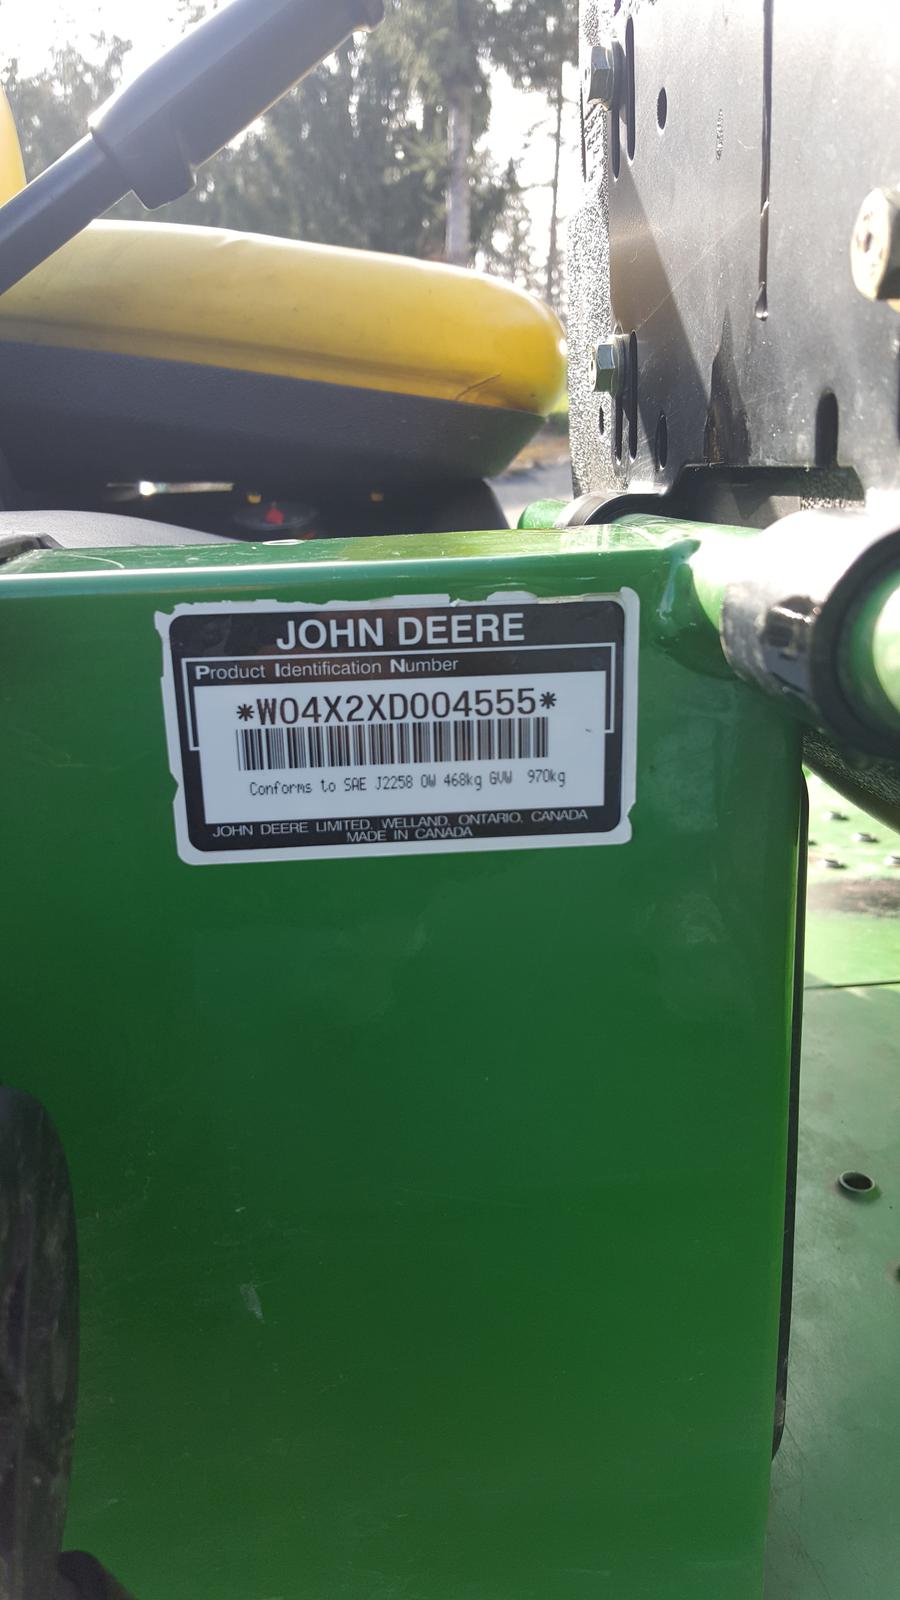 JOHN DEERE
Product Identification Number
*W04X2XD004555*
Conforms to SAE J2258 OW 468kg GVW 970kg
JOHN DEERE LIMITED, WELLAND, ONTARIO, CANADA
MADE IN CANADA